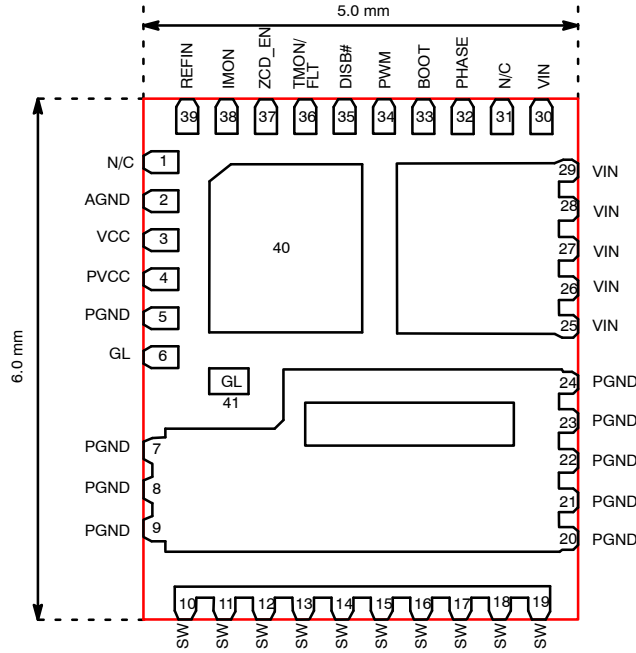 5.0 mm
6.0 mm
REFIN
IMON
ZCD_EN
TMON/
FLT
DISB#
PWM
BOOT
PHASE
N/C
VIN
39
38
37
36
35
34
33
32
31
30
N/C
1
AGND
2
VCC
3
PVCC
4
PGND
5
GL
6
40
29
VIN
28
VIN
27
VIN
26
VIN
25
VIN
GL
41
24
PGND
23
PGND
22
PGND
21
PGND
20
PGND
PGND
7
PGND
8
PGND
9
10
11
12
13
14
15
16
17
18
19
SW
SW
SW
SW
SW
SW
SW
SW
SW
SW